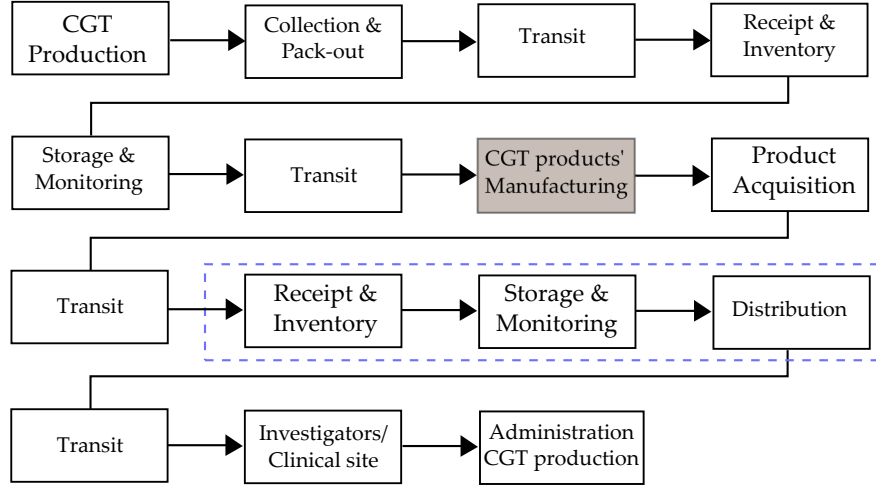 CGT
Production
Collection &
Pack-out
Transit
Receipt &
Inventory
Storage &
Monitoring
Transit
CGT products'
Manufacturing
Product
Acquisition
Transit
Receipt &
Inventory
Storage &
Monitoring
Distribution
Transit
Investigators/
Clinical site
Administration
CGT production